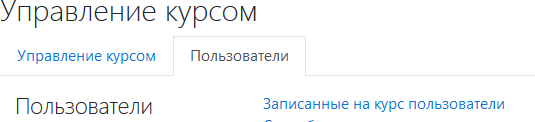 Управление курсом
Управление курсом Пользователи
Пользователи Записанные на курс пользователи